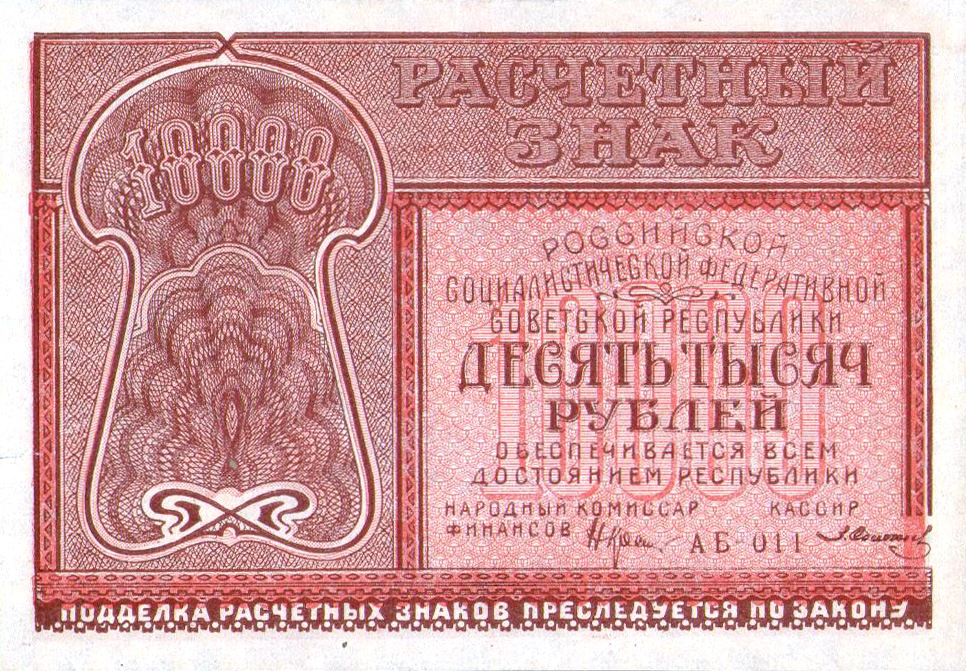 РАСЧЕТНЫЙ
ЗНАК
10000
РОССИЙСКОЙ
СОЦИАЛИСТИЧЕСКОЙ ФЕДЕРАТИВНОЙ
СОВЕТСКОЙ РЕСПУБЛИКИ
10000
ДЕСЯТЬ ТЫСЯЧ
РУБЛЕЙ
ОБЕСПЕЧИВАЕТСЯ ВСЕМ
ДОСТОЯНИЕМ РЕСПУБЛИКИ
НАРОДНЫЙ КОМИССАР
ФИНАНСОВ
КАССИР
АБ-011
ПОДДЕЛКА РАСЧЕТНЫХ ЗНАКОВ ПРЕСЛЕДУЕТСЯ ПО ЗАКОНУ